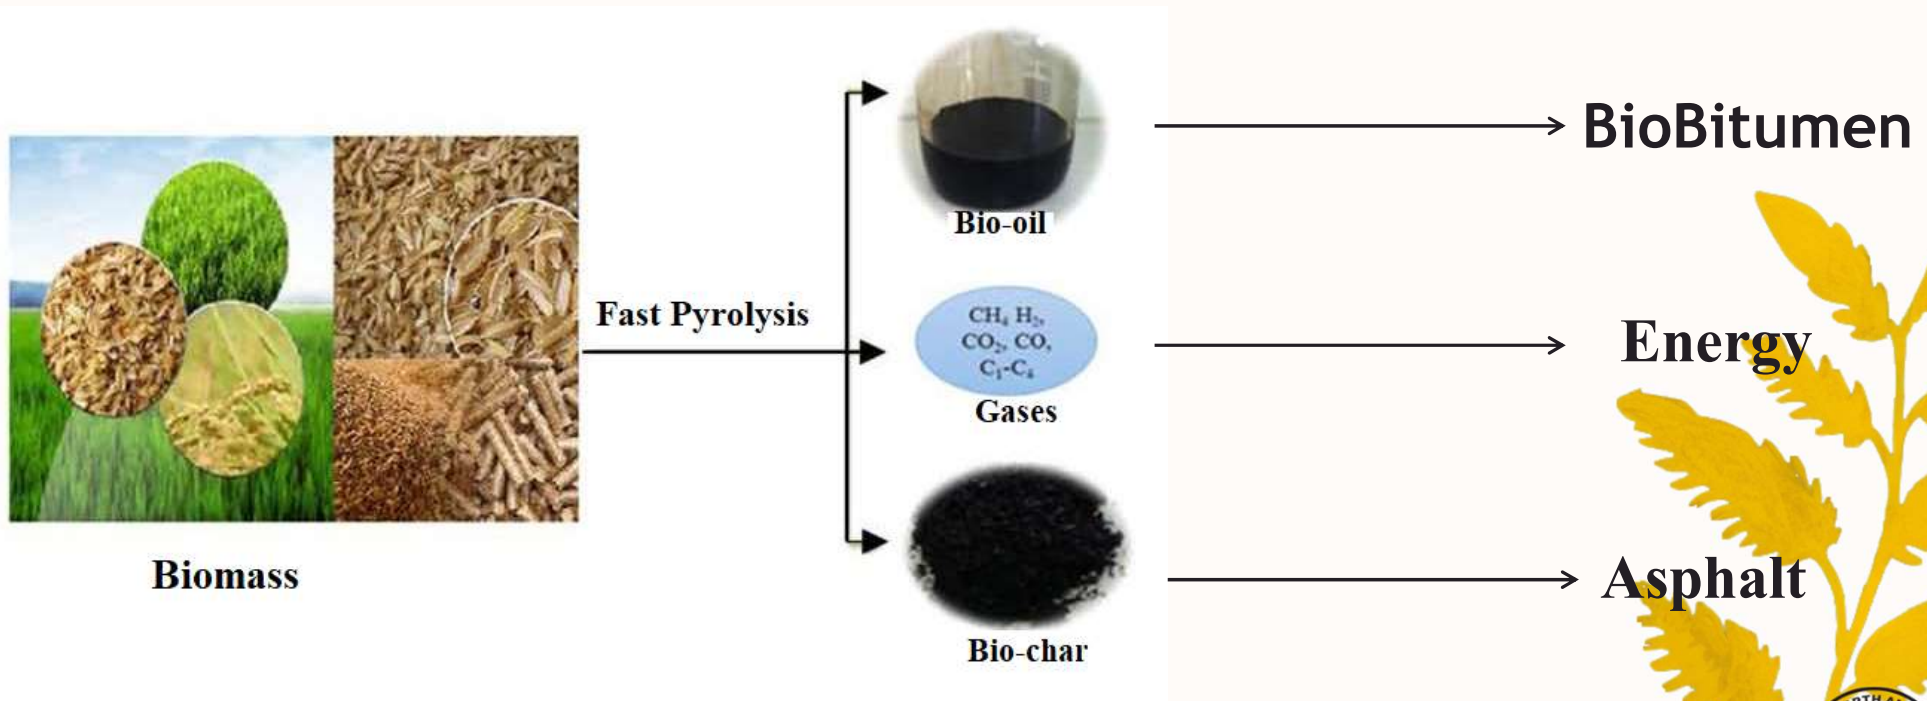 Biomass
Fast Pyrolysis
Bio-oil
CH₄ H₂,
CO₂, CO,
C₁-C₄
Gases
Bio-char
BioBitumen
Energy
Asphalt